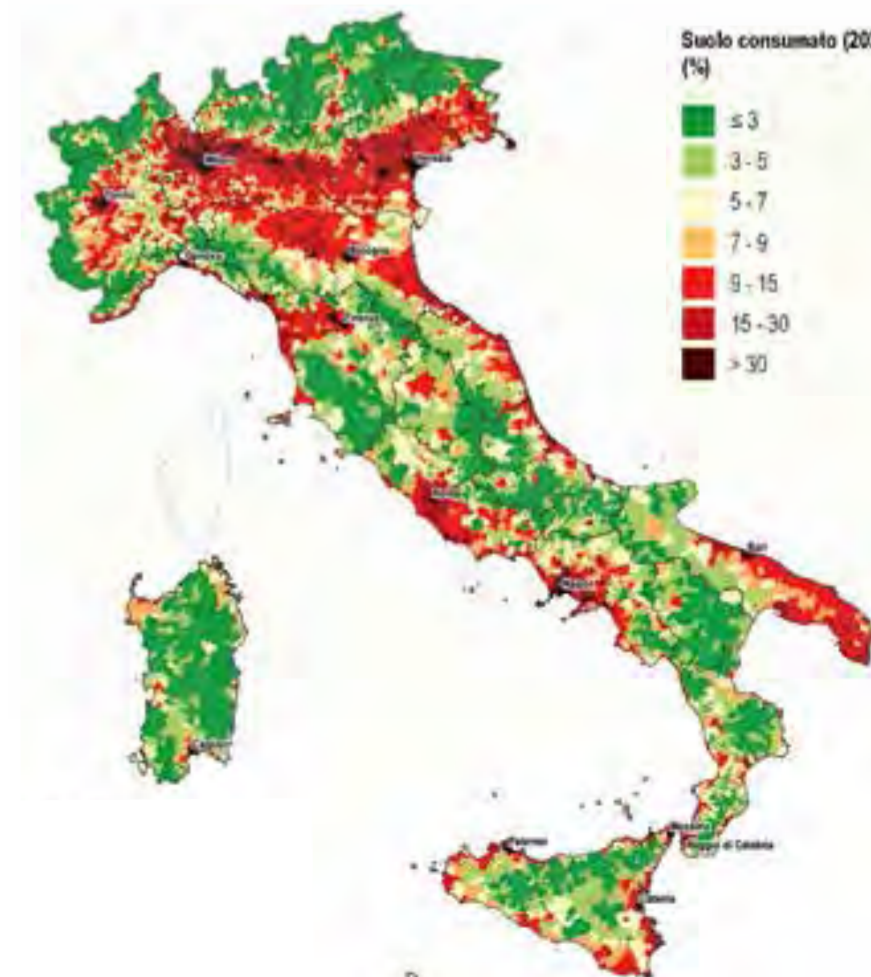 Suolo consumato (20
(%)
≤ 3
3 - 5
5 - 7
7 - 9
9 - 15
15 - 30
> 30
Milano
Venezia
Torino
Genova
Bologna
Firenze
Roma
Bari
Napoli
Cagliari
Messina
Palermo
Reggio di Calabria
Catania